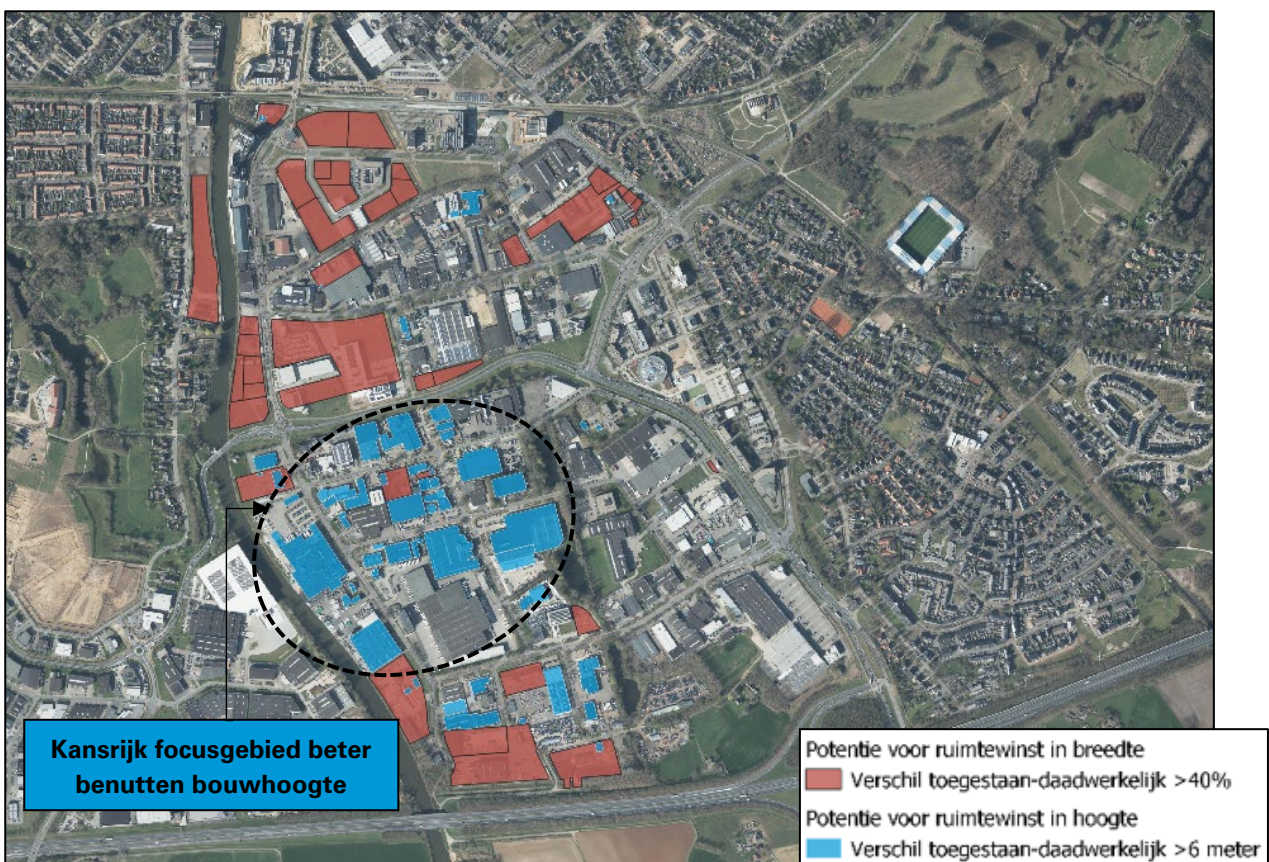 Kansrijk focusgebied beter
benutten bouwhoogte
Potentie voor ruimtewinst in breedte
Verschil toegestaan-daadwerkelijk >40%
Potentie voor ruimtewinst in hoogte
Verschil toegestaan-daadwerkelijk >6 meter